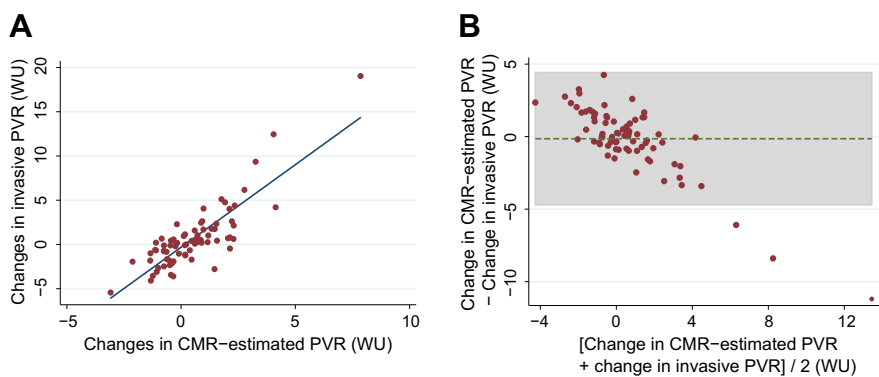 A
Changes in invasive PVR (WU)
20
15
10
5
0
−5
−5
0
5
10
Changes in CMR−estimated PVR (WU)
B
Change in CMR−estimated PVR
− Change in invasive PVR (WU)
5
0
−5
−10
−4
0
4
8
12
[Change in CMR−estimated PVR
+ change in invasive PVR] / 2 (WU)